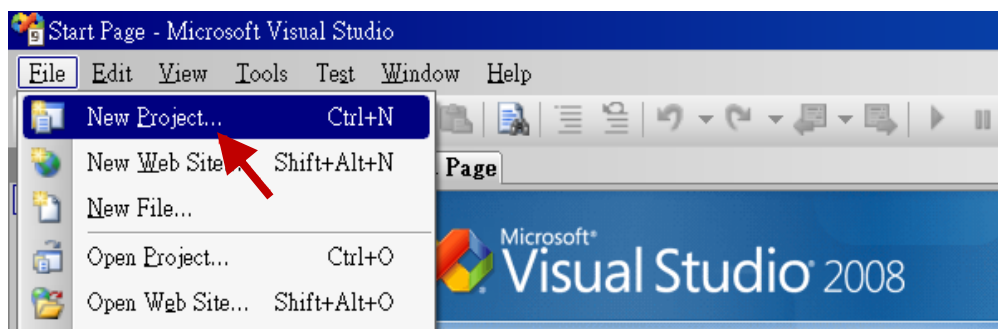 Start Page - Microsoft Visual Studio
File Edit View Tools Test Window Help
New Project... Ctrl+N
New Web Site... Shift+Alt+N
Page
New File...
Microsoft®
Visual Studio® 2008
Open Project... Ctrl+O
Open Web Site... Shift+Alt+O